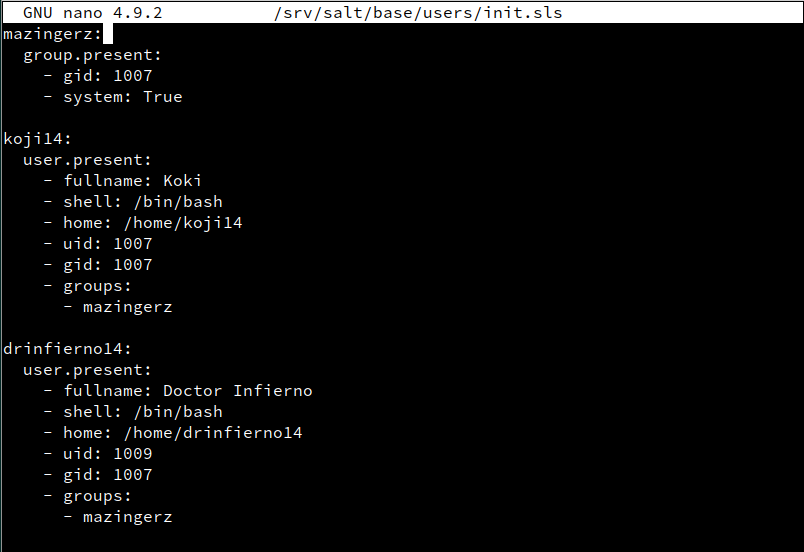 GNU nano 4.9.2 /srv/salt/base/users/init.sls
mazingerz:
  group.present:
    - gid: 1007
    - system: True

koji14:
  user.present:
    - fullname: Koki
    - shell: /bin/bash
    - home: /home/koji14
    - uid: 1007
    - gid: 1007
    - groups:
      - mazingerz

drinfierno14:
  user.present:
    - fullname: Doctor Infierno
    - shell: /bin/bash
    - home: /home/drinfierno14
    - uid: 1009
    - gid: 1007
    - groups:
      - mazingerz